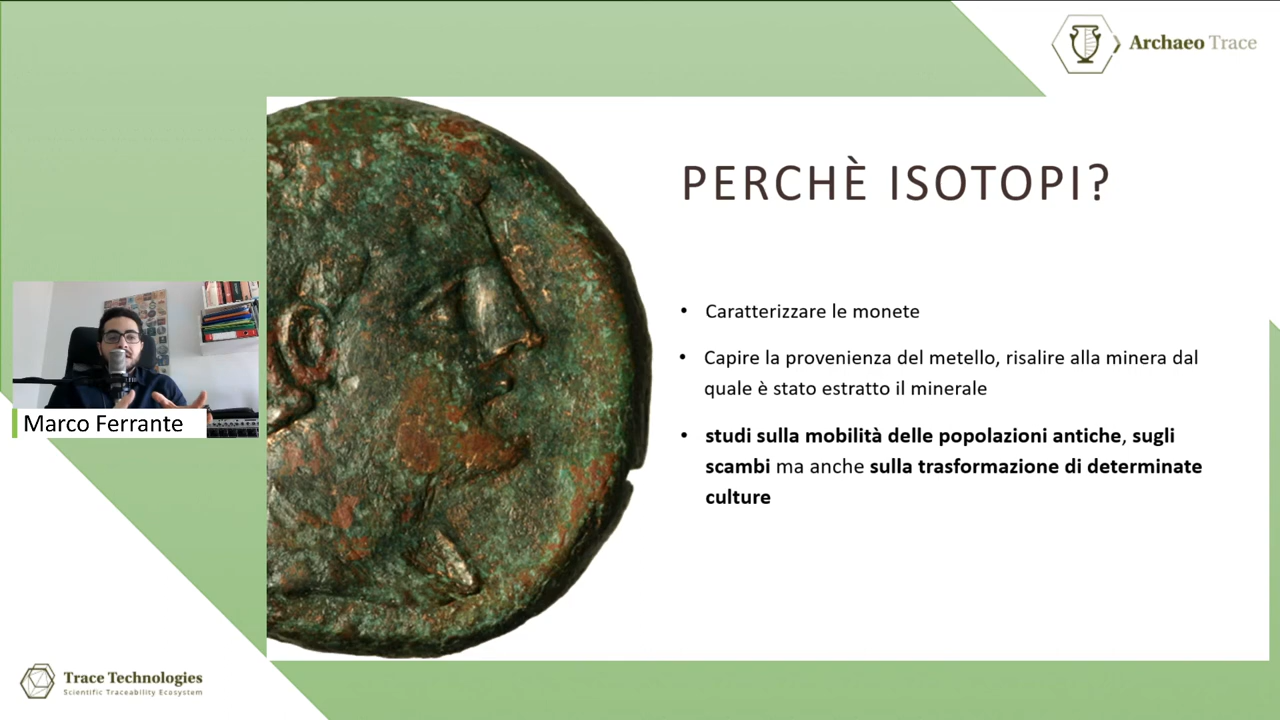 Archaeo Trace
PERCHÈ ISOTOPI?
• Caratterizzare le monete
• Capire la provenienza del metello, risalire alla minera dal
quale è stato estratto il minerale
• studi sulla mobilità delle popolazioni antiche, sugli
scambi ma anche sulla trasformazione di determinate
culture
Marco Ferrante
Trace Technologies
Scientific Traceability Ecosystem